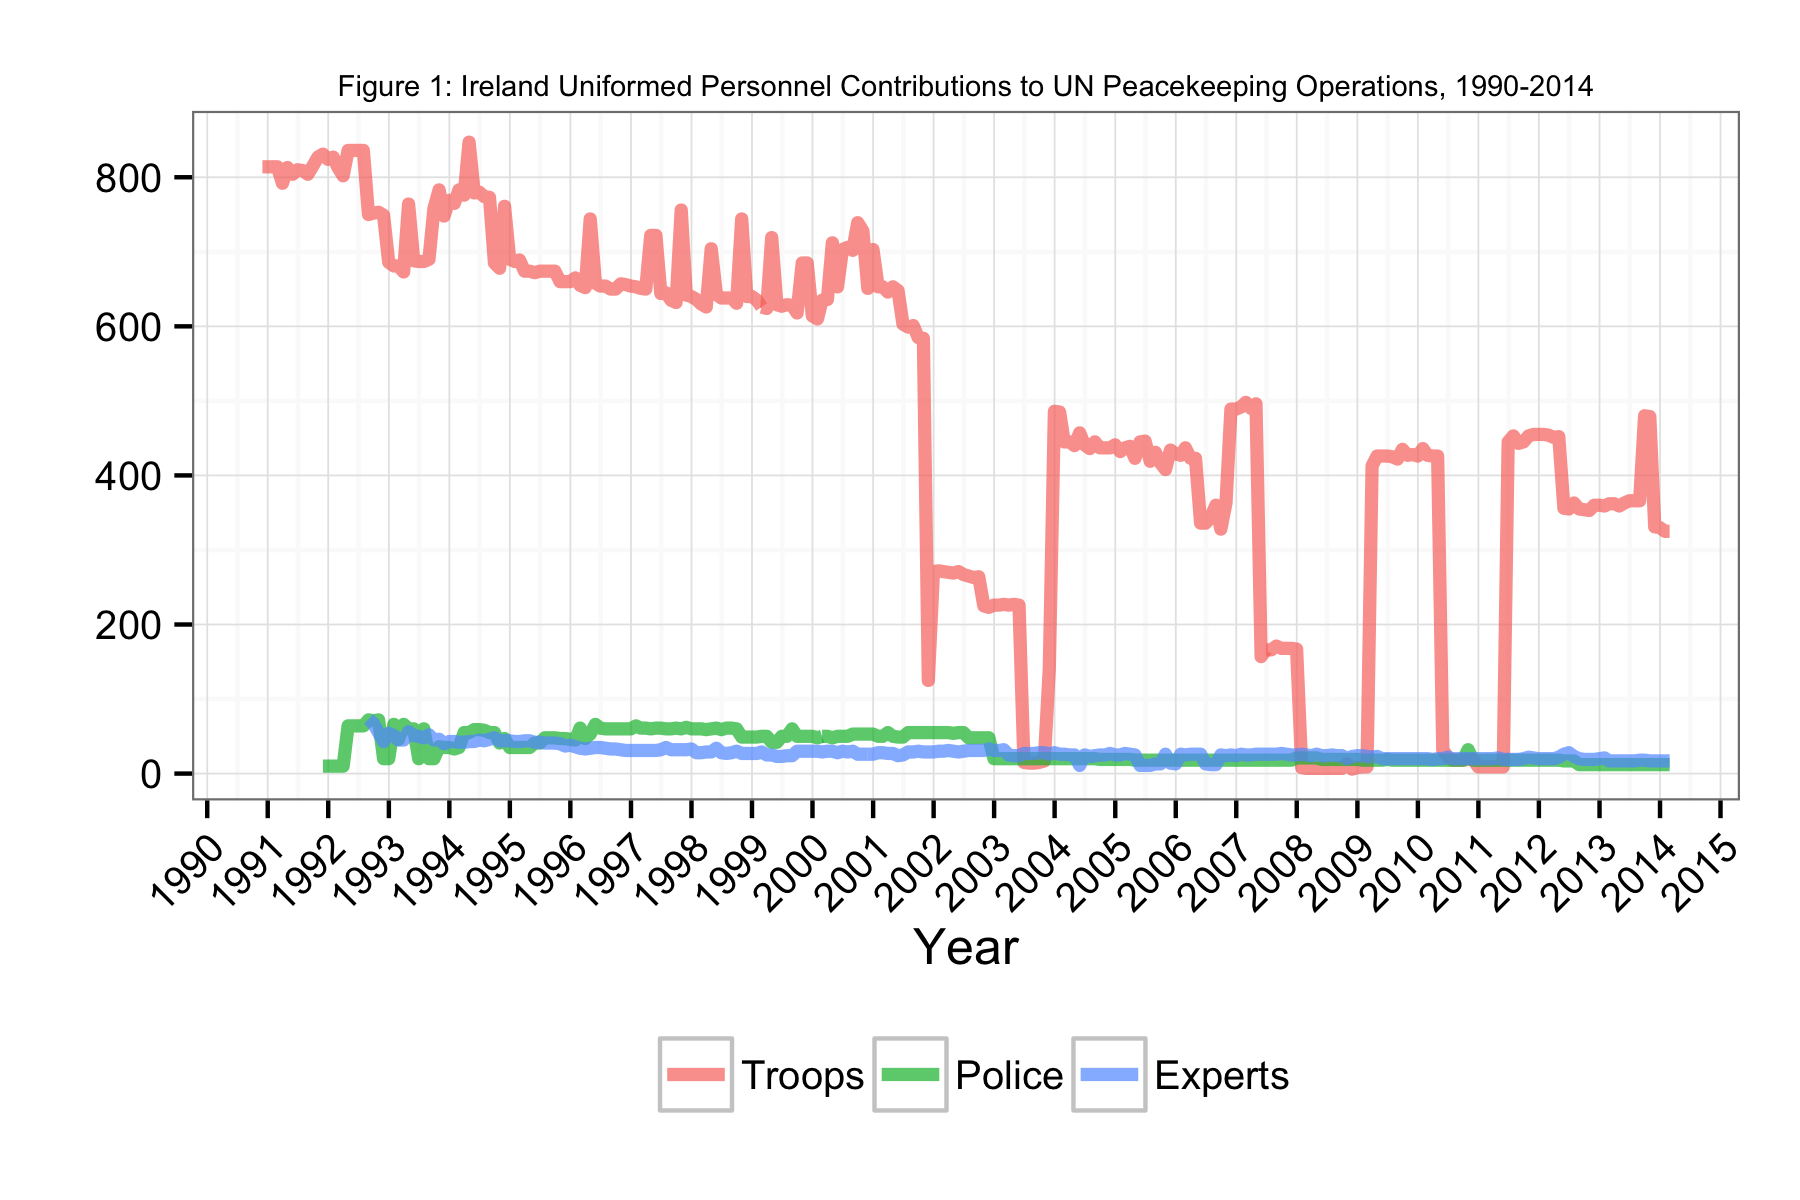 Figure 1: Ireland Uniformed Personnel Contributions to UN Peacekeeping Operations, 1990-2014
800
600
400
200
0
1990 1991 1992 1993 1994 1995 1996 1997 1998 1999 2000 2001 2002 2003 2004 2005 2006 2007 2008 2009 2010 2011 2012 2013 2014 2015
Year
Troops Police Experts